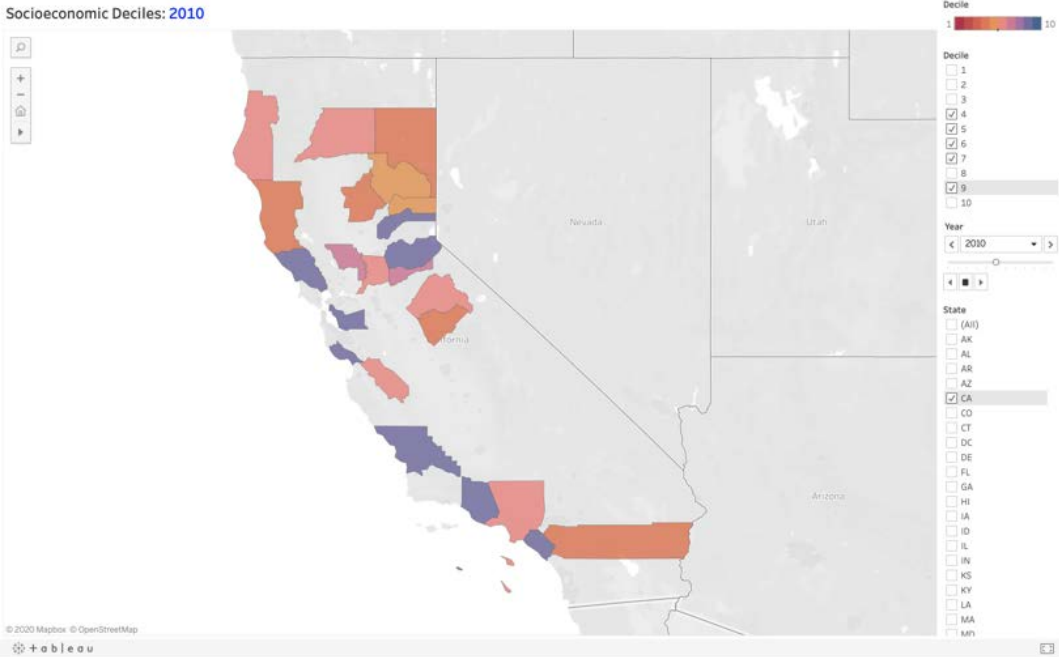 Socioeconomic Deciles: 2010
Decile
1 10
Decile
1
2
3
4
5
6
7
8
9
10
Year
2010
State
(All)
AK
AL
AR
AZ
CA
CO
CT
DC
DE
FL
GA
HI
IA
ID
IL
IN
KS
KY
LA
MA
MD
Nevada
Utah
ifornia
Arizona
© 2020 Mapbox © OpenStreetMap
+ a b l e a u